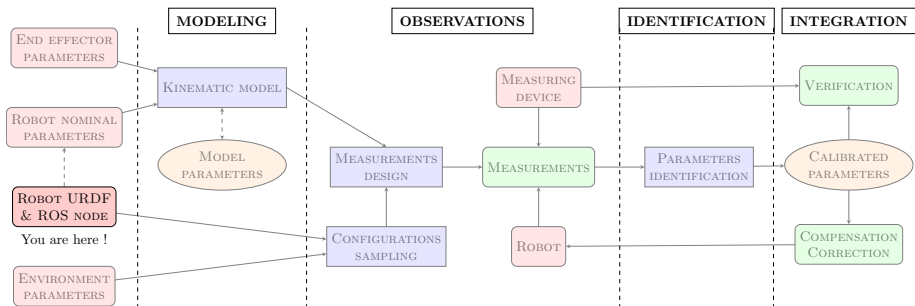 MODELING
OBSERVATIONS
IDENTIFICATION
INTEGRATION
END EFFECTOR
PARAMETERS
ROBOT NOMINAL
PARAMETERS
ROBOT URDF
& ROS NODE
You are here !
ENVIRONMENT
PARAMETERS
KINEMATIC MODEL
MODEL
PARAMETERS
MEASUREMENTS
DESIGN
CONFIGURATIONS
SAMPLING
MEASURING
DEVICE
MEASUREMENTS
ROBOT
PARAMETERS
IDENTIFICATION
VERIFICATION
CALIBRATED
PARAMETERS
COMPENSATION
CORRECTION